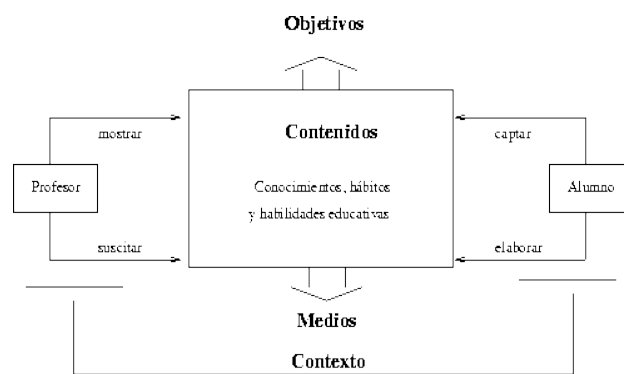 Objetivos
mostrar
Contenidos
captar
Profesor
Conocimientos, hábitos
y habilidades educativas
Alumno
suscitar
elaborar
Medios
Contexto